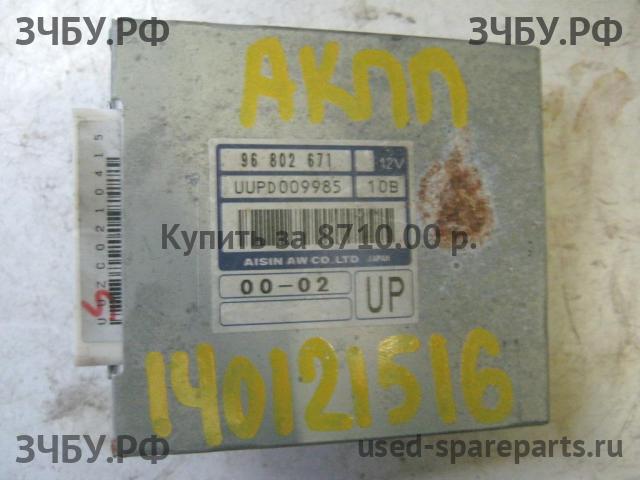 ЗЧБУ.РФ
ЗЧБУ.РФ
АКПП
96 802 671
12V
UUPD009985
10B
Купить за 8710.00 р.
AISIN AW CO.,LTD JAPAN
00-02
UP
140121516
ЗЧБУ.РФ
used-spareparts.ru